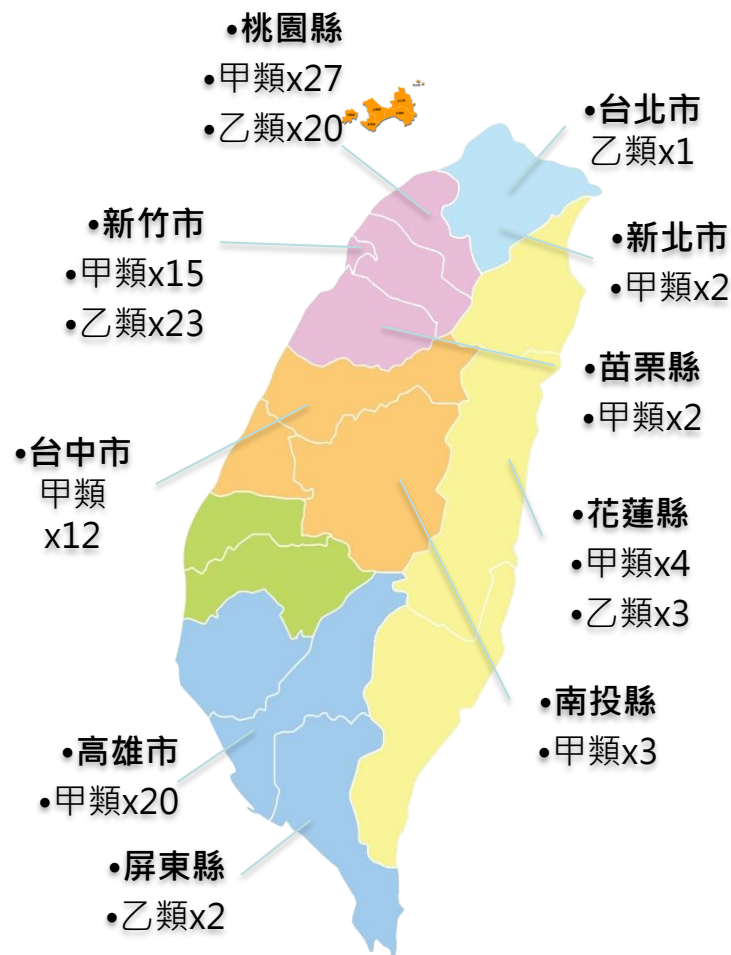 •桃園縣
•甲類x27
•乙類x20
•台北市
乙類x1
•新竹市
•甲類x15
•乙類x23
•新北市
•甲類x2
•苗栗縣
•甲類x2
•台中市
甲類
x12
•花蓮縣
•甲類x4
•乙類x3
•南投縣
•甲類x3
•高雄市
•甲類x20
•屏東縣
•乙類x2